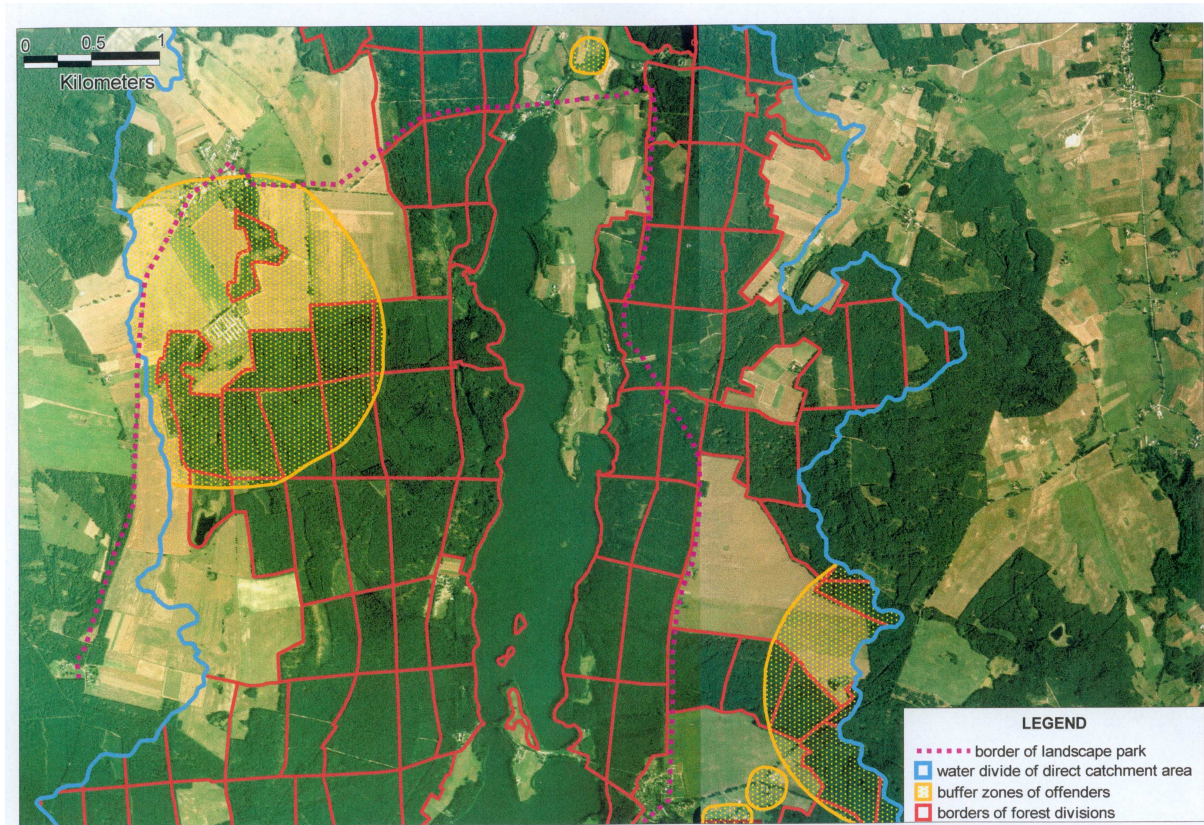 0 0.5 1
Kilometers
LEGEND
border of landscape park
water divide of direct catchment area
buffer zones of offenders
borders of forest divisions